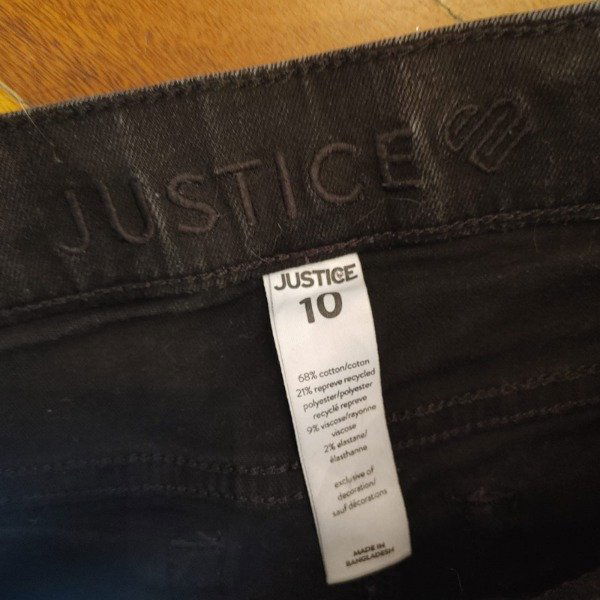 JUSTICE
JUSTICE
10
68% cotton/coton
21% repreve recycled
polyester/polyester
recyclé repreve
9% viscose/rayonne
viscose
2% elastane/
élasthanne
exclusive of
decoration/
sauf décorations
MADE IN
BANGLADESH